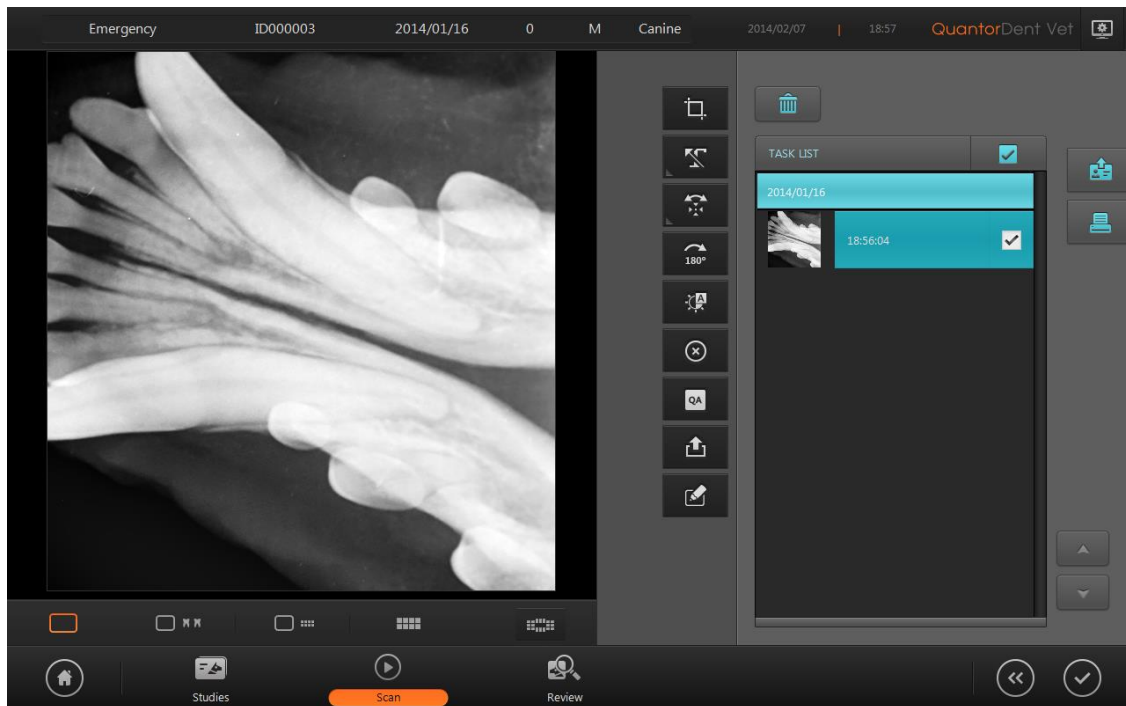 Emergency ID000003 2014/01/16 0 M Canine 2014/02/07 | 18:57 QuantorDent Vet
TASK LIST
2014/01/16
18:56:04
180°
A
QA
Studies Scan Review